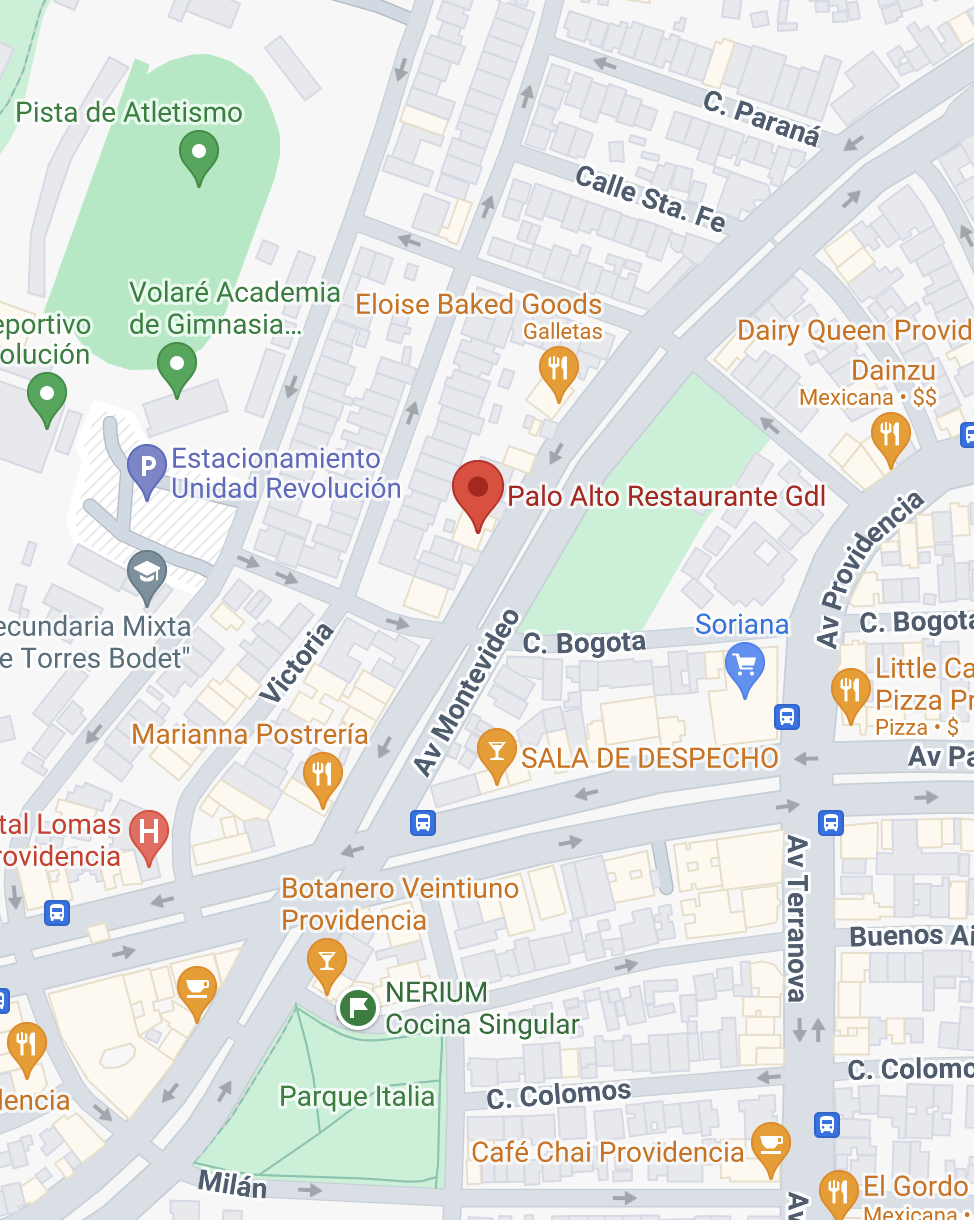 C. Paraná
Pista de Atletismo
Calle Sta. Fe
Volaré Academia
de Gimnasia...
Eloise Baked Goods
Galletas
eportivo
olución
Dairy Queen Provid
Dainzu
Mexicana • $$
P
Estacionamiento
Unidad Revolución
Palo Alto Restaurante Gdl
Av Providencia
ecundaria Mixta
e Torres Bodet"
Victoria
Av Montevideo
C. Bogota
Soriana
C. Bogota
Little Ca
Pizza Pr
Pizza • $
Marianna Postrería
SALA DE DESPECHO
Av Pa
tal Lomas
rovidencia
H
Av Terranova
Botanero Veintiuno
Providencia
Buenos Ai
NERIUM
Cocina Singular
C. Colomo
dencia
Parque Italia
C. Colomos
Café Chai Providencia
Milán
Av
El Gordo
Mexicana •